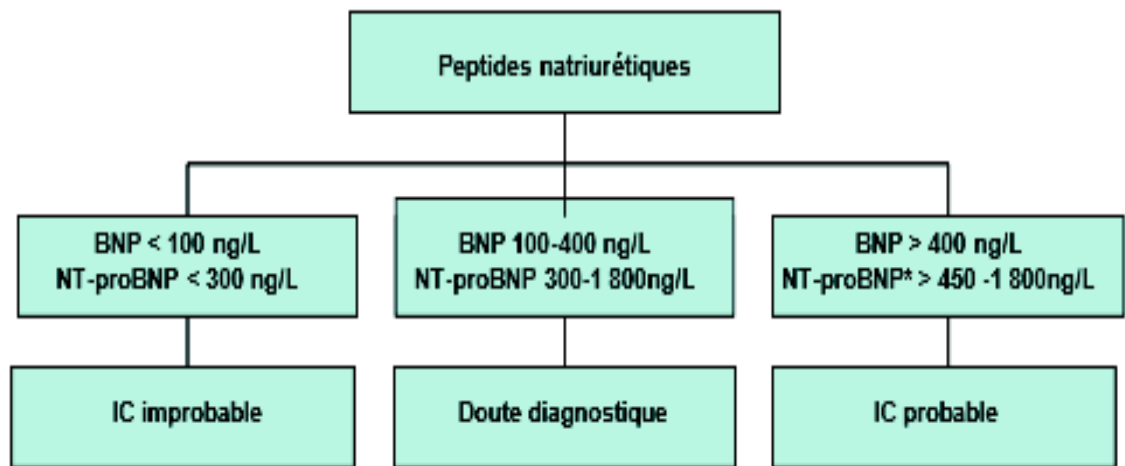 Peptides natriurétiques
BNP < 100 ng/L
NT-proBNP < 300 ng/L
BNP 100-400 ng/L
NT-proBNP 300-1 800ng/L
BNP > 400 ng/L
NT-proBNP* > 450 -1 800ng/L
IC improbable
Doute diagnostique
IC probable